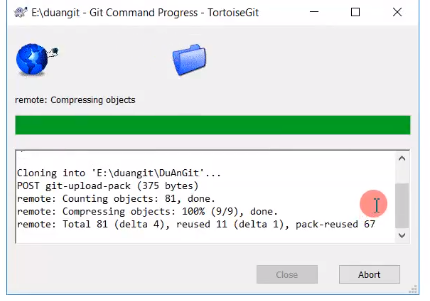 E:\duangit - Git Command Progress - TortoiseGit
remote: Compressing objects
Cloning into 'E:\duangit\DuAnGit'...
POST git-upload-pack (375 bytes)
remote: Counting objects: 81, done.
remote: Compressing objects: 100% (9/9), done.
remote: Total 81 (delta 4), reused 11 (delta 1), pack-reused 67
Close
Abort